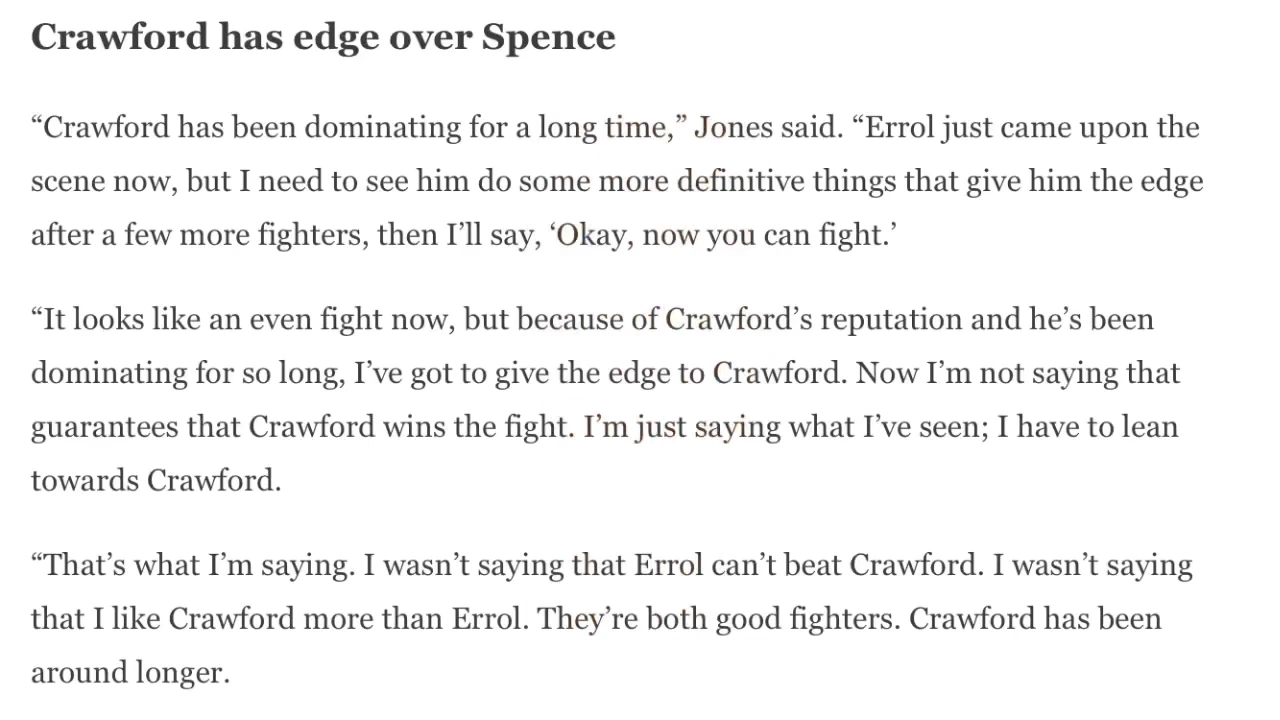 Crawford has edge over Spence
“Crawford has been dominating for a long time,” Jones said. “Errol just came upon the
scene now, but I need to see him do some more definitive things that give him the edge
after a few more fighters, then I’ll say, ‘Okay, now you can fight.’
“It looks like an even fight now, but because of Crawford’s reputation and he’s been
dominating for so long, I’ve got to give the edge to Crawford. Now I’m not saying that
guarantees that Crawford wins the fight. I’m just saying what I’ve seen; I have to lean
towards Crawford.
“That’s what I’m saying. I wasn’t saying that Errol can’t beat Crawford. I wasn’t saying
that I like Crawford more than Errol. They’re both good fighters. Crawford has been
around longer.